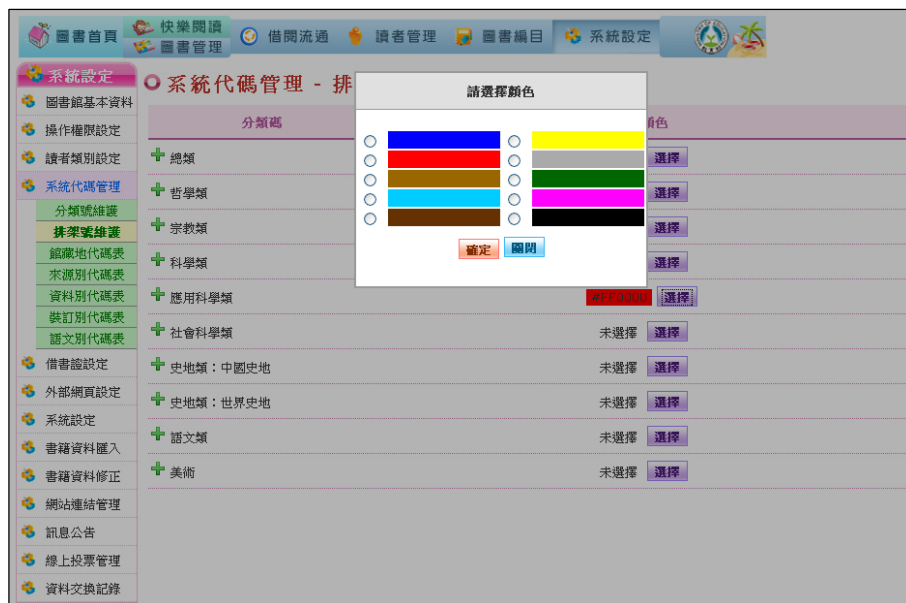 圖書首頁
快樂閱讀
圖書管理
借閱流通
讀者管理
圖書編目
系統設定
系統設定
圖書館基本資料
操作權限設定
讀者類別設定
系統代碼管理
分類號維護
排架號維護
館藏地代碼表
來源別代碼表
資料別代碼表
裝訂別代碼表
語文別代碼表
借書證設定
外部網頁設定
系統設定
書籍資料匯入
書籍資料修正
網站連結管理
訊息公告
線上投票管理
資料交換記錄
系統代碼管理 - 排
分類碼
色
總類 選擇
哲學類 選擇
宗教類 選擇
科學類 選擇
應用科學類 #FF0000 選擇
社會科學類 未選擇 選擇
史地類：中國史地 未選擇 選擇
史地類：世界史地 未選擇 選擇
語文類 未選擇 選擇
美術 未選擇 選擇
請選擇顏色
確定 關閉